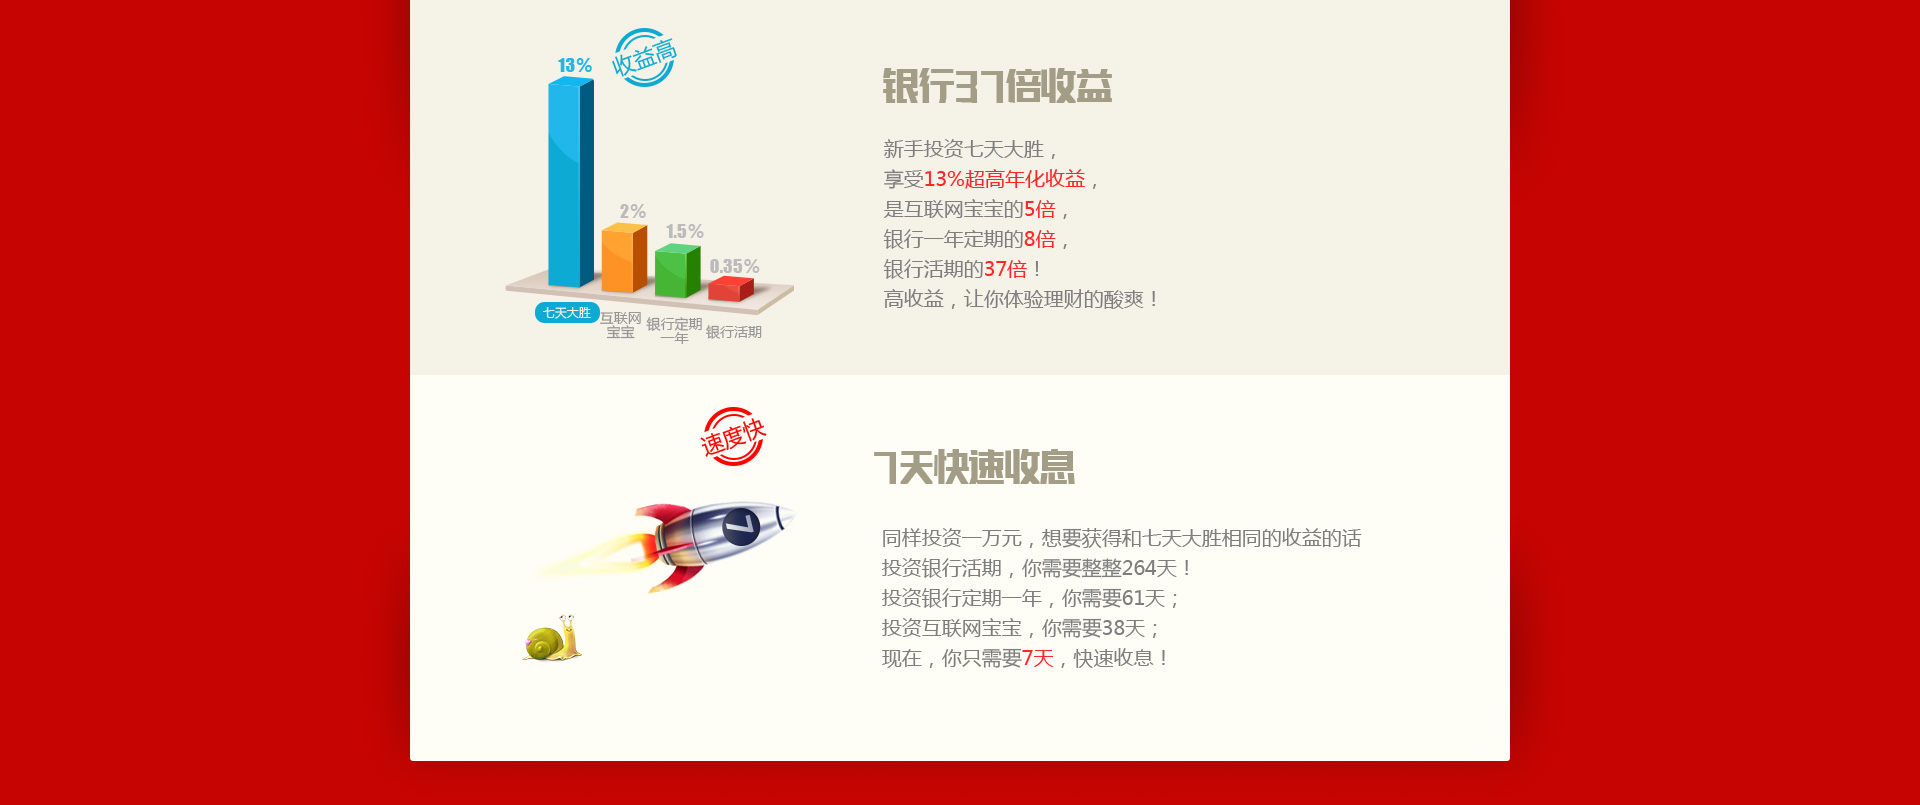 收益高
13%
2%
1.5%
0.35%
七天大胜
互联网
宝宝
银行定期
一年
银行活期
银行37倍收益
新手投资七天大胜，
享受13%超高年化收益，
是互联网宝宝的5倍，
银行一年定期的8倍，
银行活期的37倍！
高收益，让你体验理财的酸爽！
速度快
7
7天快速收息
同样投资一万元，想要获得和七天大胜相同的收益的话
投资银行活期，你需要整整264天！
投资银行定期一年，你需要61天；
投资互联网宝宝，你需要38天；
现在，你只需要7天，快速收息！